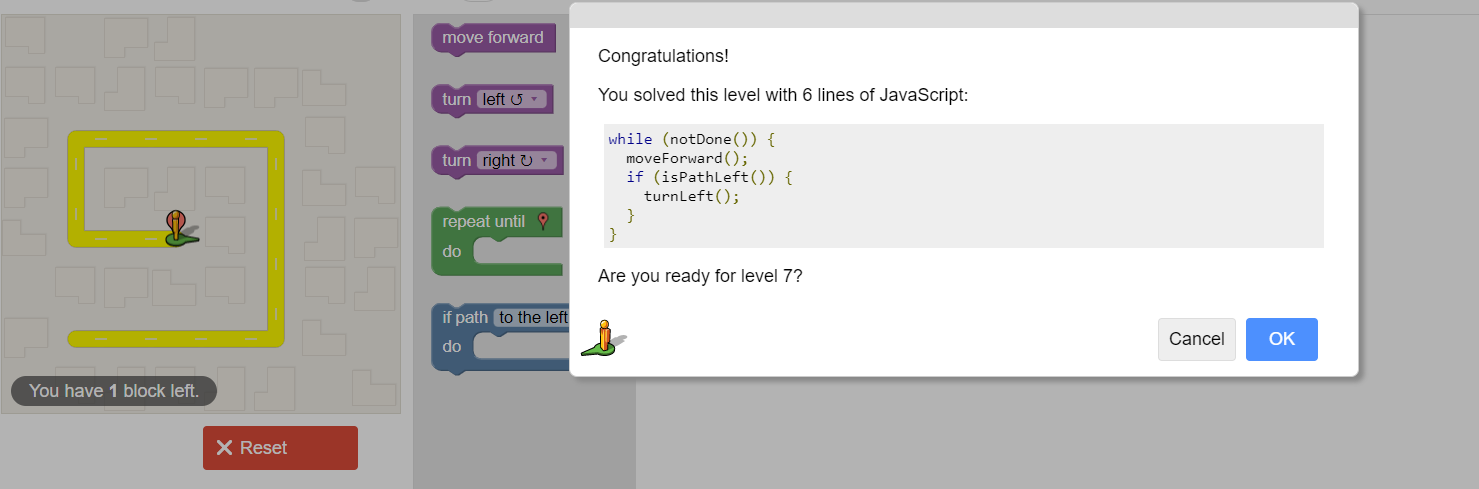 move forward
turn left ↺ ▾
turn right ↻ ▾
repeat until
do
if path to the left
do
You have 1 block left.
Reset
Congratulations!
You solved this level with 6 lines of JavaScript:
while (notDone()) {
  moveForward();
  if (isPathLeft()) {
    turnLeft();
  }
}
Are you ready for level 7?
Cancel
OK